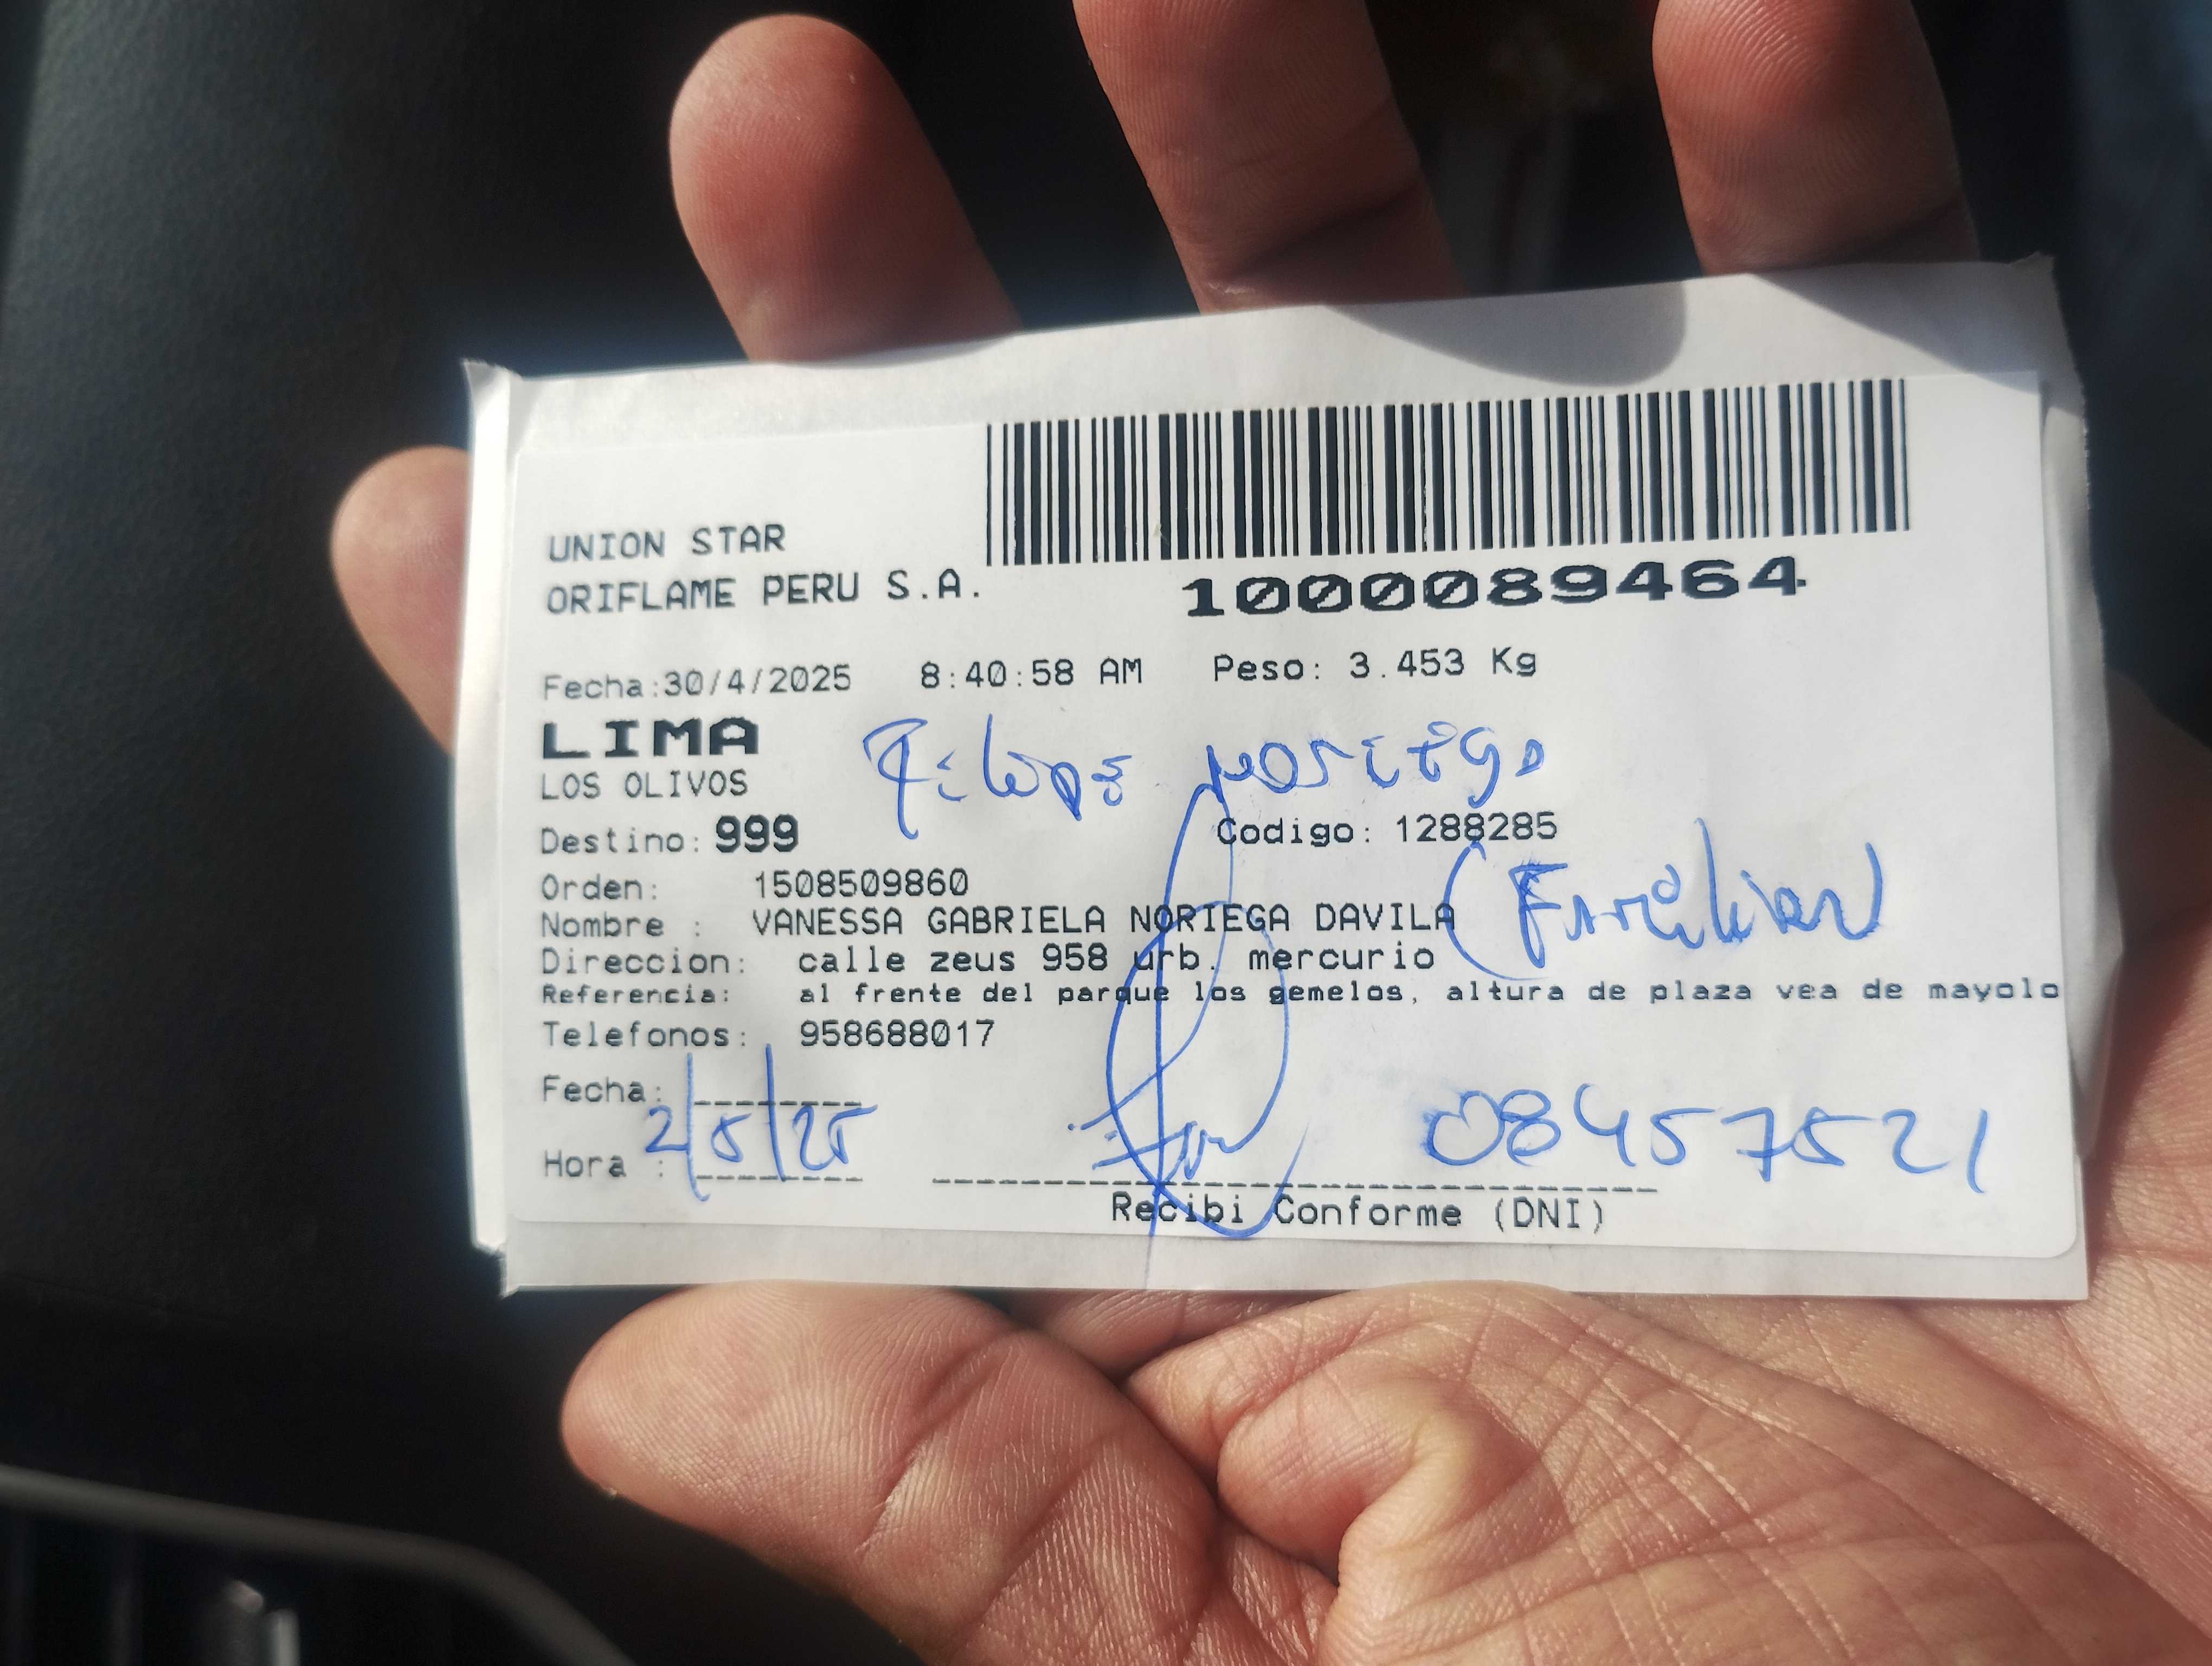 UNION STAR
ORIFLAME PERU S.A.
1000089464
Fecha:30/4/2025 8:40:58 AM Peso: 3.453 Kg
LIMA
LOS OLIVOS
noriega
Destino: 999 Codigo: 1288285
Orden: 1508509860
Nombre : VANESSA GABRIELA NORIEGA DAVILA
(Familiar)
Direccion: calle zeus 958 urb. mercurio
Referencia: al frente del parque los gemelos, altura de plaza vea de mayolo
Telefonos: 958688017
Fecha:
2/5/25
08457521
Hora :
Recibi Conforme (DNI)